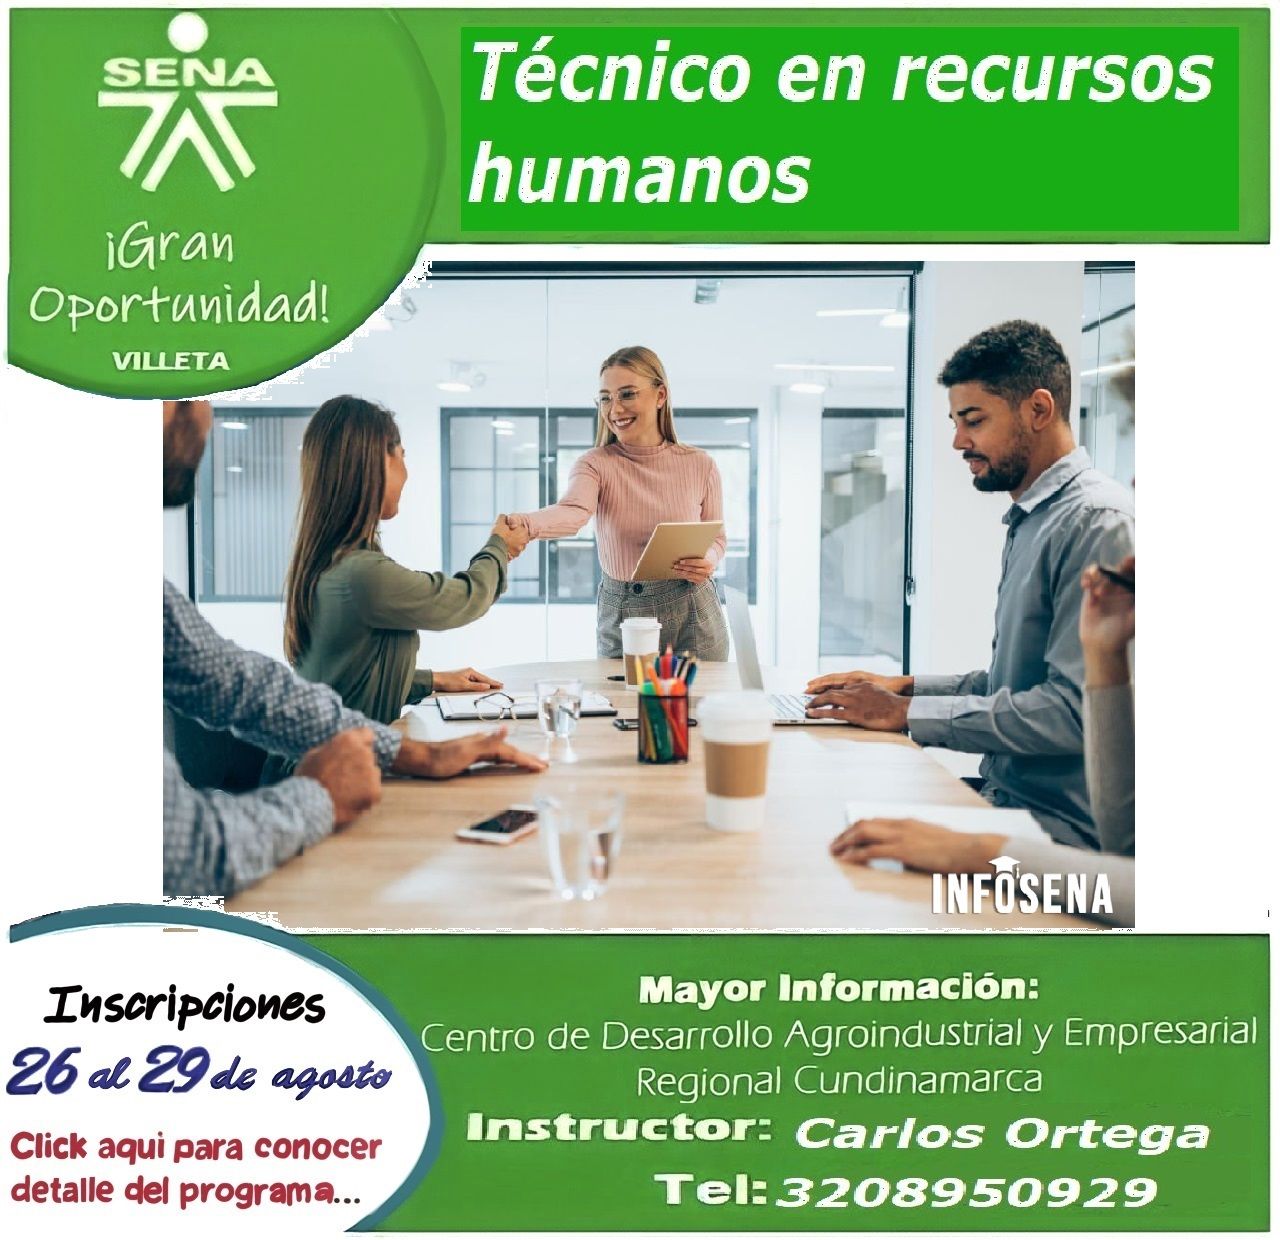 SENA
¡Gran
Oportunidad!
VILLETA
Técnico en recursos
humanos
INFOSENA
Inscripciones
26 al 29 de agosto
Click aqui para conocer
detalle del programa...
Mayor Información:
Centro de Desarrollo Agroindustrial y Empresarial
Regional Cundinamarca
Instructor: Carlos Ortega
Tel: 3208950929